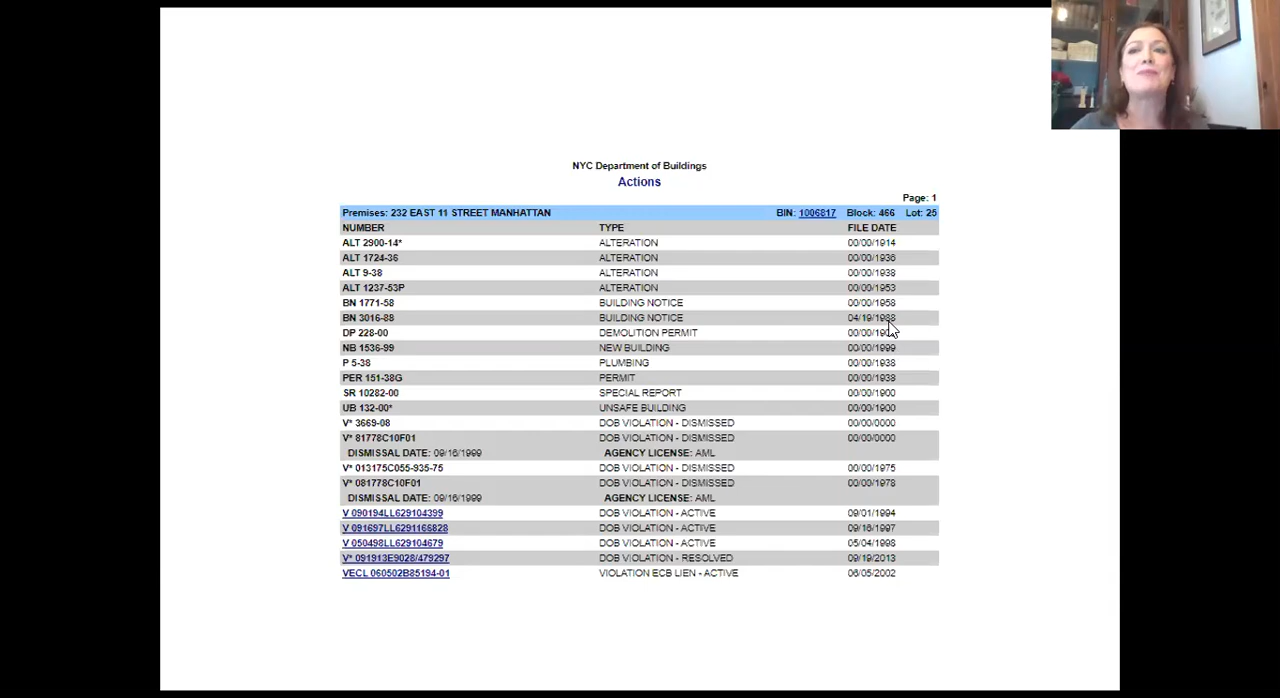 NYC Department of Buildings
Actions
Page: 1
Premises: 232 EAST 11 STREET MANHATTAN BIN: 1006817 Block: 466 Lot: 25
NUMBER TYPE FILE DATE
ALT 2900-14* ALTERATION 00/00/1914
ALT 1724-36 ALTERATION 00/00/1936
ALT 9-38 ALTERATION 00/00/1938
ALT 1237-53P ALTERATION 00/00/1953
BN 1771-58 BUILDING NOTICE 00/00/1958
BN 3016-88 BUILDING NOTICE 04/19/1988
DP 228-00 DEMOLITION PERMIT
NB 1536-99 NEW BUILDING 00/00/1999
P 5-38 PLUMBING 00/00/1938
PER 151-38G PERMIT 00/00/1938
SR 10282-00 SPECIAL REPORT 00/00/1900
UB 132-00* UNSAFE BUILDING 00/00/1900
V* 3669-08 DOB VIOLATION - DISMISSED 00/00/0000
V* 81778C10F01 DOB VIOLATION - DISMISSED 00/00/0000
DISMISSAL DATE: 09/16/1999 AGENCY LICENSE: AML
V* 013175C055-935-75 DOB VIOLATION - DISMISSED 00/00/1975
V* 081778C10F01 DOB VIOLATION - DISMISSED 00/00/1978
DISMISSAL DATE: 09/16/1999 AGENCY LICENSE: AML
V 090194LL629104399 DOB VIOLATION - ACTIVE 09/01/1994
V 091697LL6291166828 DOB VIOLATION - ACTIVE 09/16/1997
V 050498LL629104679 DOB VIOLATION - ACTIVE 05/04/1998
V* 091913E9028/479297 DOB VIOLATION - RESOLVED 09/19/2013
VECL 060502B85194-01 VIOLATION ECB LIEN - ACTIVE 06/05/2002